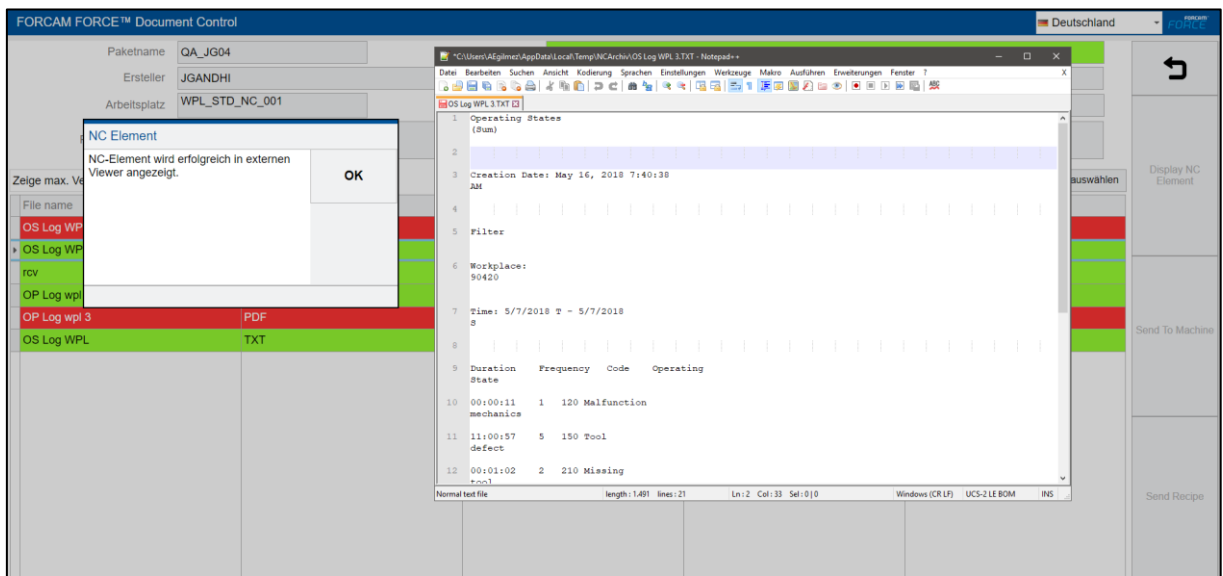 FORCAM FORCE™ Document Control
Deutschland
FORCAM
FORCE
Paketname QA_JG04
Ersteller JGANDHI
Arbeitsplatz WPL_STD_NC_001
Zeige max. Ve
auswählen
File name
OS Log WP
OS Log WP
rcv
OP Log wpl
OP Log wpl 3 PDF
OS Log WPL TXT
NC Element
NC-Element wird erfolgreich in externen
Viewer angezeigt.
OK
*C:\Users\AEgilmez\AppData\Local\Temp\NCArchiv\OS Log WPL 3.TXT - Notepad++
Datei Bearbeiten Suchen Ansicht Kodierung Sprachen Einstellungen Werkzeuge Makro Ausführen Erweiterungen Fenster ? X
OS Log WPL 3.TXT
1 Operating States
(Sum)
2
3 Creation Date: May 16, 2018 7:40:38
AM
4
5 Filter
6 Workplace:
90420
7 Time: 5/7/2018 T - 5/7/2018
S
8
9 Duration Frequency Code Operating
State
10 00:00:11 1 120 Malfunction
mechanics
11 11:00:57 5 150 Tool
defect
12 00:01:02 2 210 Missing
tool
Normal text file length : 1.491 lines : 21 Ln : 2 Col : 33 Sel : 0 | 0 Windows (CR LF) UCS-2 LE BOM INS
Display NC
Element
Send To Machine
Send Recipe